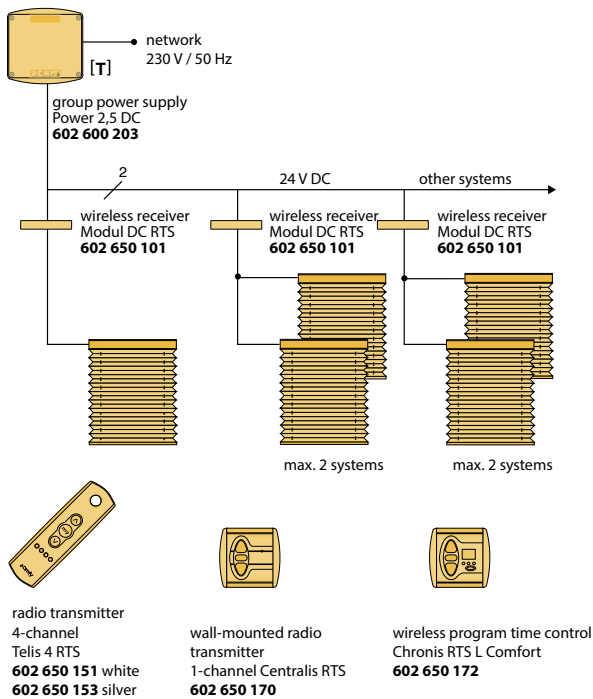 network
230 V / 50 Hz
[T]
group power supply
Power 2,5 DC
602 600 203
2
24 V DC
other systems
wireless receiver
Modul DC RTS
602 650 101
wireless receiver
Modul DC RTS
602 650 101
wireless receiver
Modul DC RTS
602 650 101
max. 2 systems
max. 2 systems
somfy
radio transmitter
4-channel
Telis 4 RTS
602 650 151 white
602 650 153 silver
wall-mounted radio
transmitter
1-channel Centralis RTS
602 650 170
wireless program time control
Chronis RTS L Comfort
602 650 172